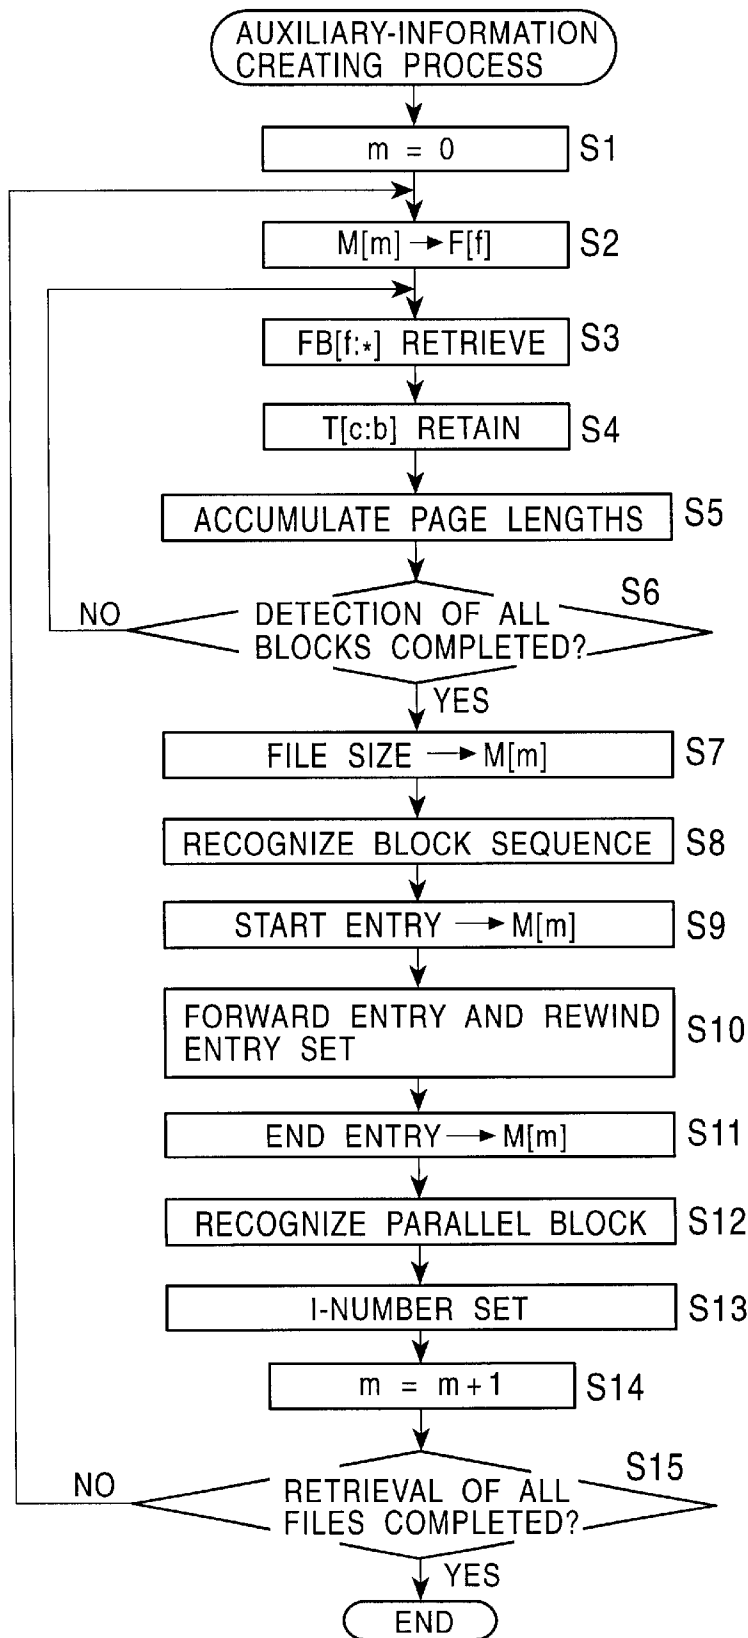 AUXILIARY-INFORMATION
CREATING PROCESS
m = 0 S1
M[m] → F[f] S2
FB[f:*] RETRIEVE S3
T[c:b] RETAIN S4
ACCUMULATE PAGE LENGTHS S5
S6
NO DETECTION OF ALL
BLOCKS COMPLETED?
YES
FILE SIZE → M[m] S7
RECOGNIZE BLOCK SEQUENCE S8
START ENTRY → M[m] S9
FORWARD ENTRY AND REWIND S10
ENTRY SET
END ENTRY → M[m] S11
RECOGNIZE PARALLEL BLOCK S12
I-NUMBER SET S13
m = m+1 S14
S15
NO RETRIEVAL OF ALL
FILES COMPLETED?
YES
END